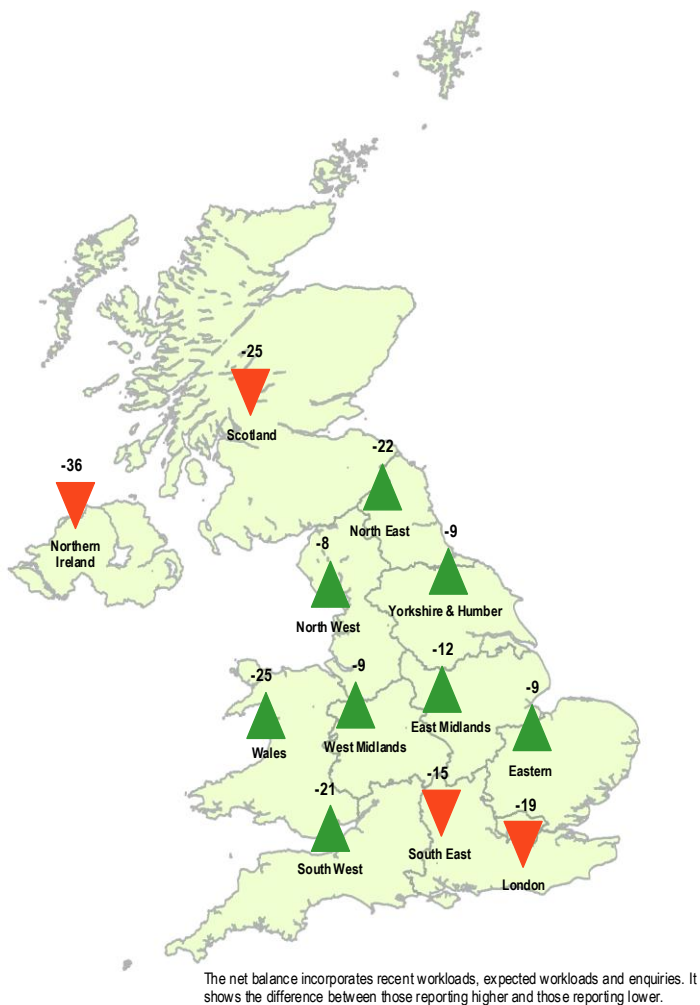 -25
Scotland
-36
Northern
Ireland
-22
North East
-8
North West
-9
Yorkshire & Humber
-12
East Midlands
-9
West Midlands
-9
Eastern
-25
Wales
-21
South West
-15
South East
-19
London
The net balance incorporates recent workloads, expected workloads and enquiries. It
shows the difference between those reporting higher and those reporting lower.